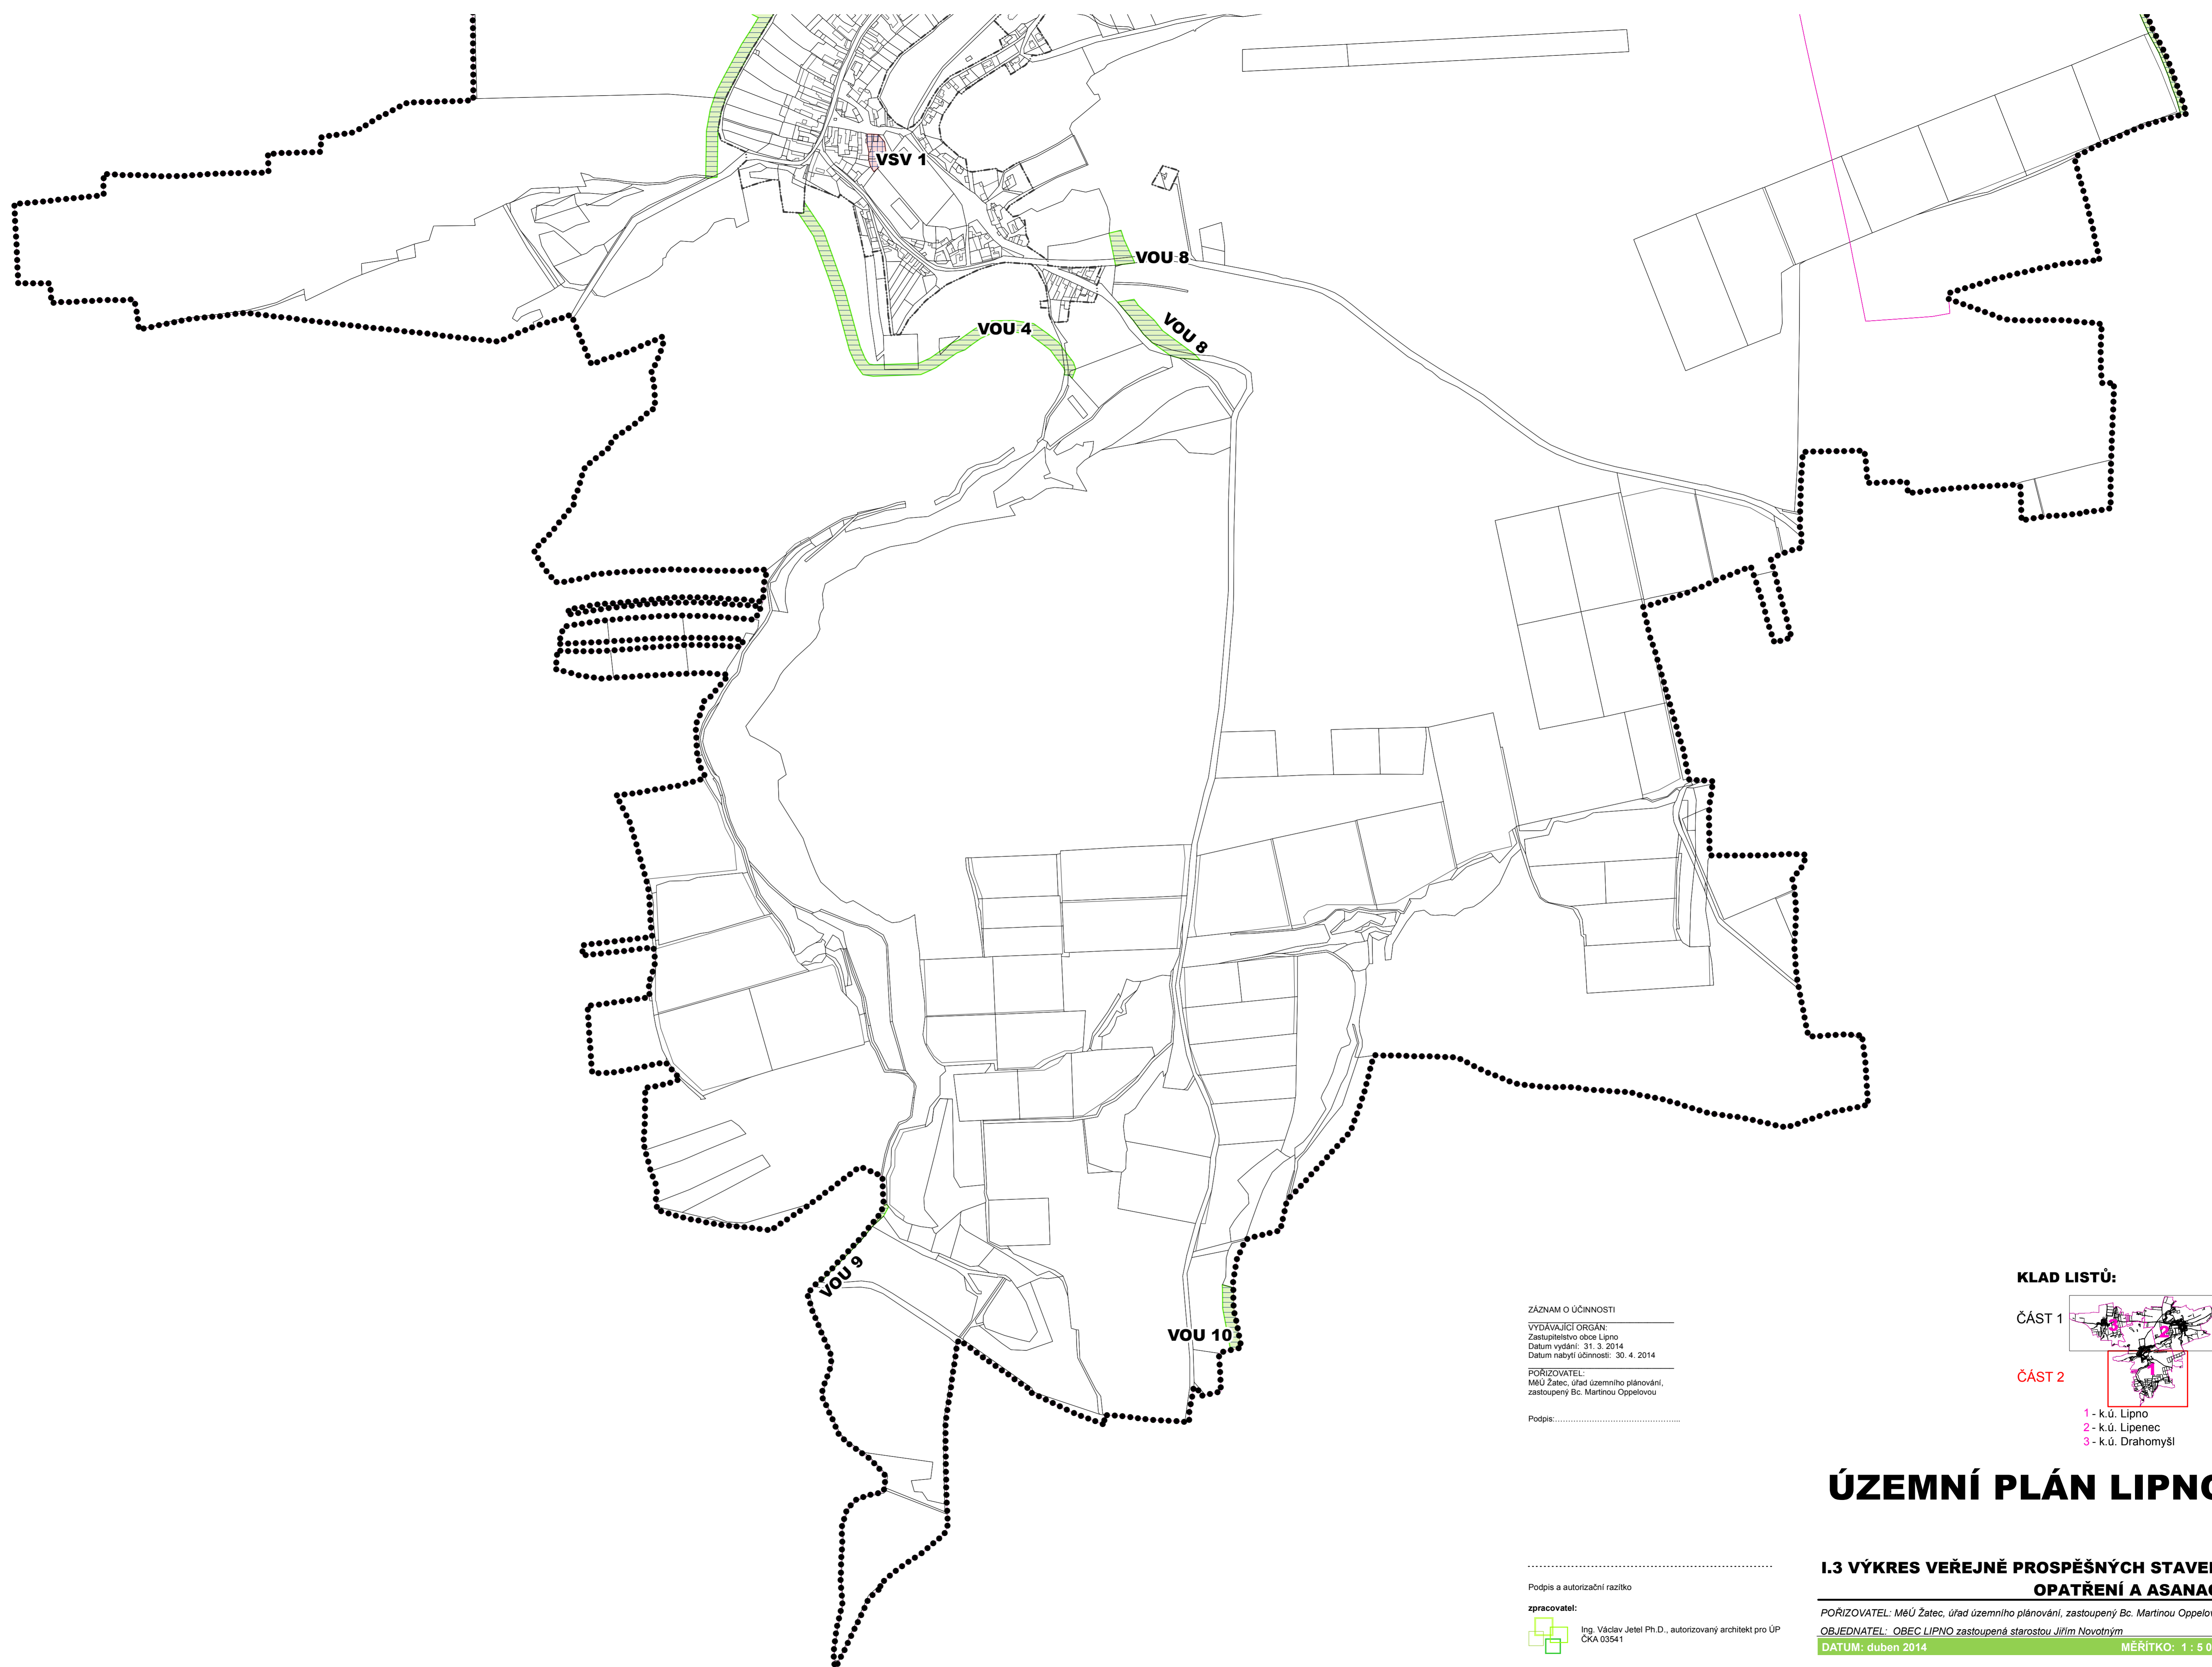 VSV 1
VOU 8
VOU 4
VOU 8
VOU 9
VOU 10
ZÁZNAM O ÚČINNOSTI
VYDÁVAJÍCÍ ORGÁN:
Zastupitelstvo obce Lipno
Datum vydání: 31. 3. 2014
Datum nabytí účinnosti: 30. 4. 2014
POŘIZOVATEL:
MěÚ Žatec, úřad územního plánování,
zastoupený Bc. Martinou Oppelovou
Podpis:...............................................
Podpis a autorizační razítko
zpracovatel:
Ing. Václav Jetel Ph.D., autorizovaný architekt pro ÚP
ČKA 03541
KLAD LISTŮ:
ČÁST 1
3
2
ČÁST 2
1
1 - k.ú. Lipno
2 - k.ú. Lipenec
3 - k.ú. Drahomyšl
ÚZEMNÍ PLÁN LIPNO
I.3 VÝKRES VEŘEJNĚ PROSPĚŠNÝCH STAVE
OPATŘENÍ A ASANA
POŘIZOVATEL: MěÚ Žatec, úřad územního plánování, zastoupený Bc. Martinou Oppelov
OBJEDNATEL: OBEC LIPNO zastoupená starostou Jiřím Novotným
DATUM: duben 2014 MĚŘÍTKO: 1 : 5 0